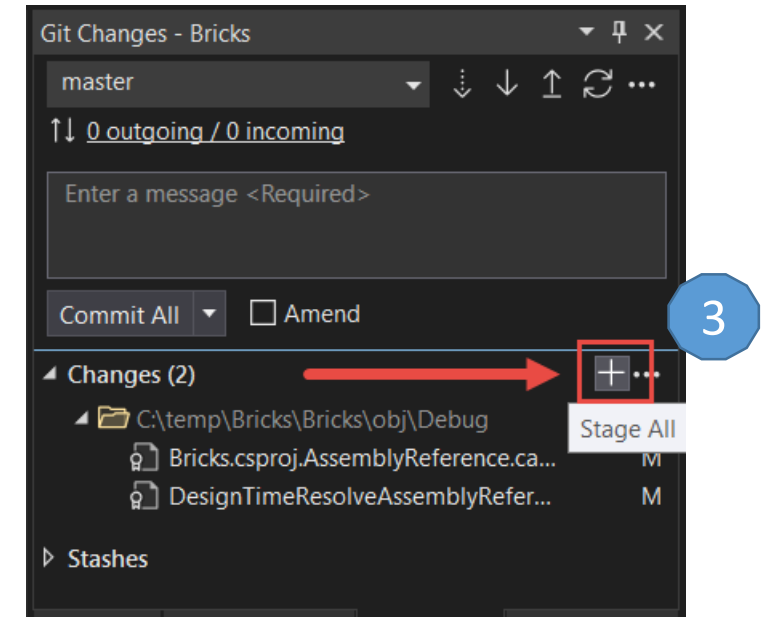 Git Changes - Bricks
master
0 outgoing / 0 incoming
Enter a message <Required>
Commit All
Amend
3
Changes (2)
Stage All
C:\temp\Bricks\Bricks\obj\Debug
Bricks.csproj.AssemblyReference.ca... M
DesignTimeResolveAssemblyRefer... M
Stashes